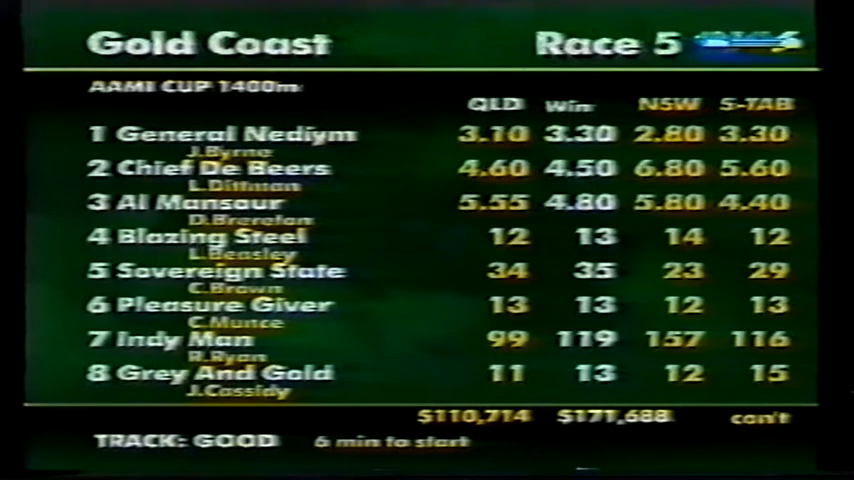 Gold Coast Race 5
AAMI CUP 1400m
QLD Win NSW S-TAB
1 General Nediym 3.10 3.30 2.80 3.30
J.Byrne
2 Chief De Beers 4.60 4.50 6.80 5.60
L.Dittman
3 Al Mansour 5.55 4.80 5.80 4.40
D.Brereton
4 Blazing Steel 12 13 14 12
L.Beasley
5 Sovereign State 34 35 23 29
C.Brown
6 Pleasure Giver 13 13 12 13
C.Munce
7 Indy Man 99 119 157 116
R.Ryan
8 Grey And Gold 11 13 12 15
J.Cassidy
$110,714 $171,688 con't
TRACK: GOOD 6 min to start